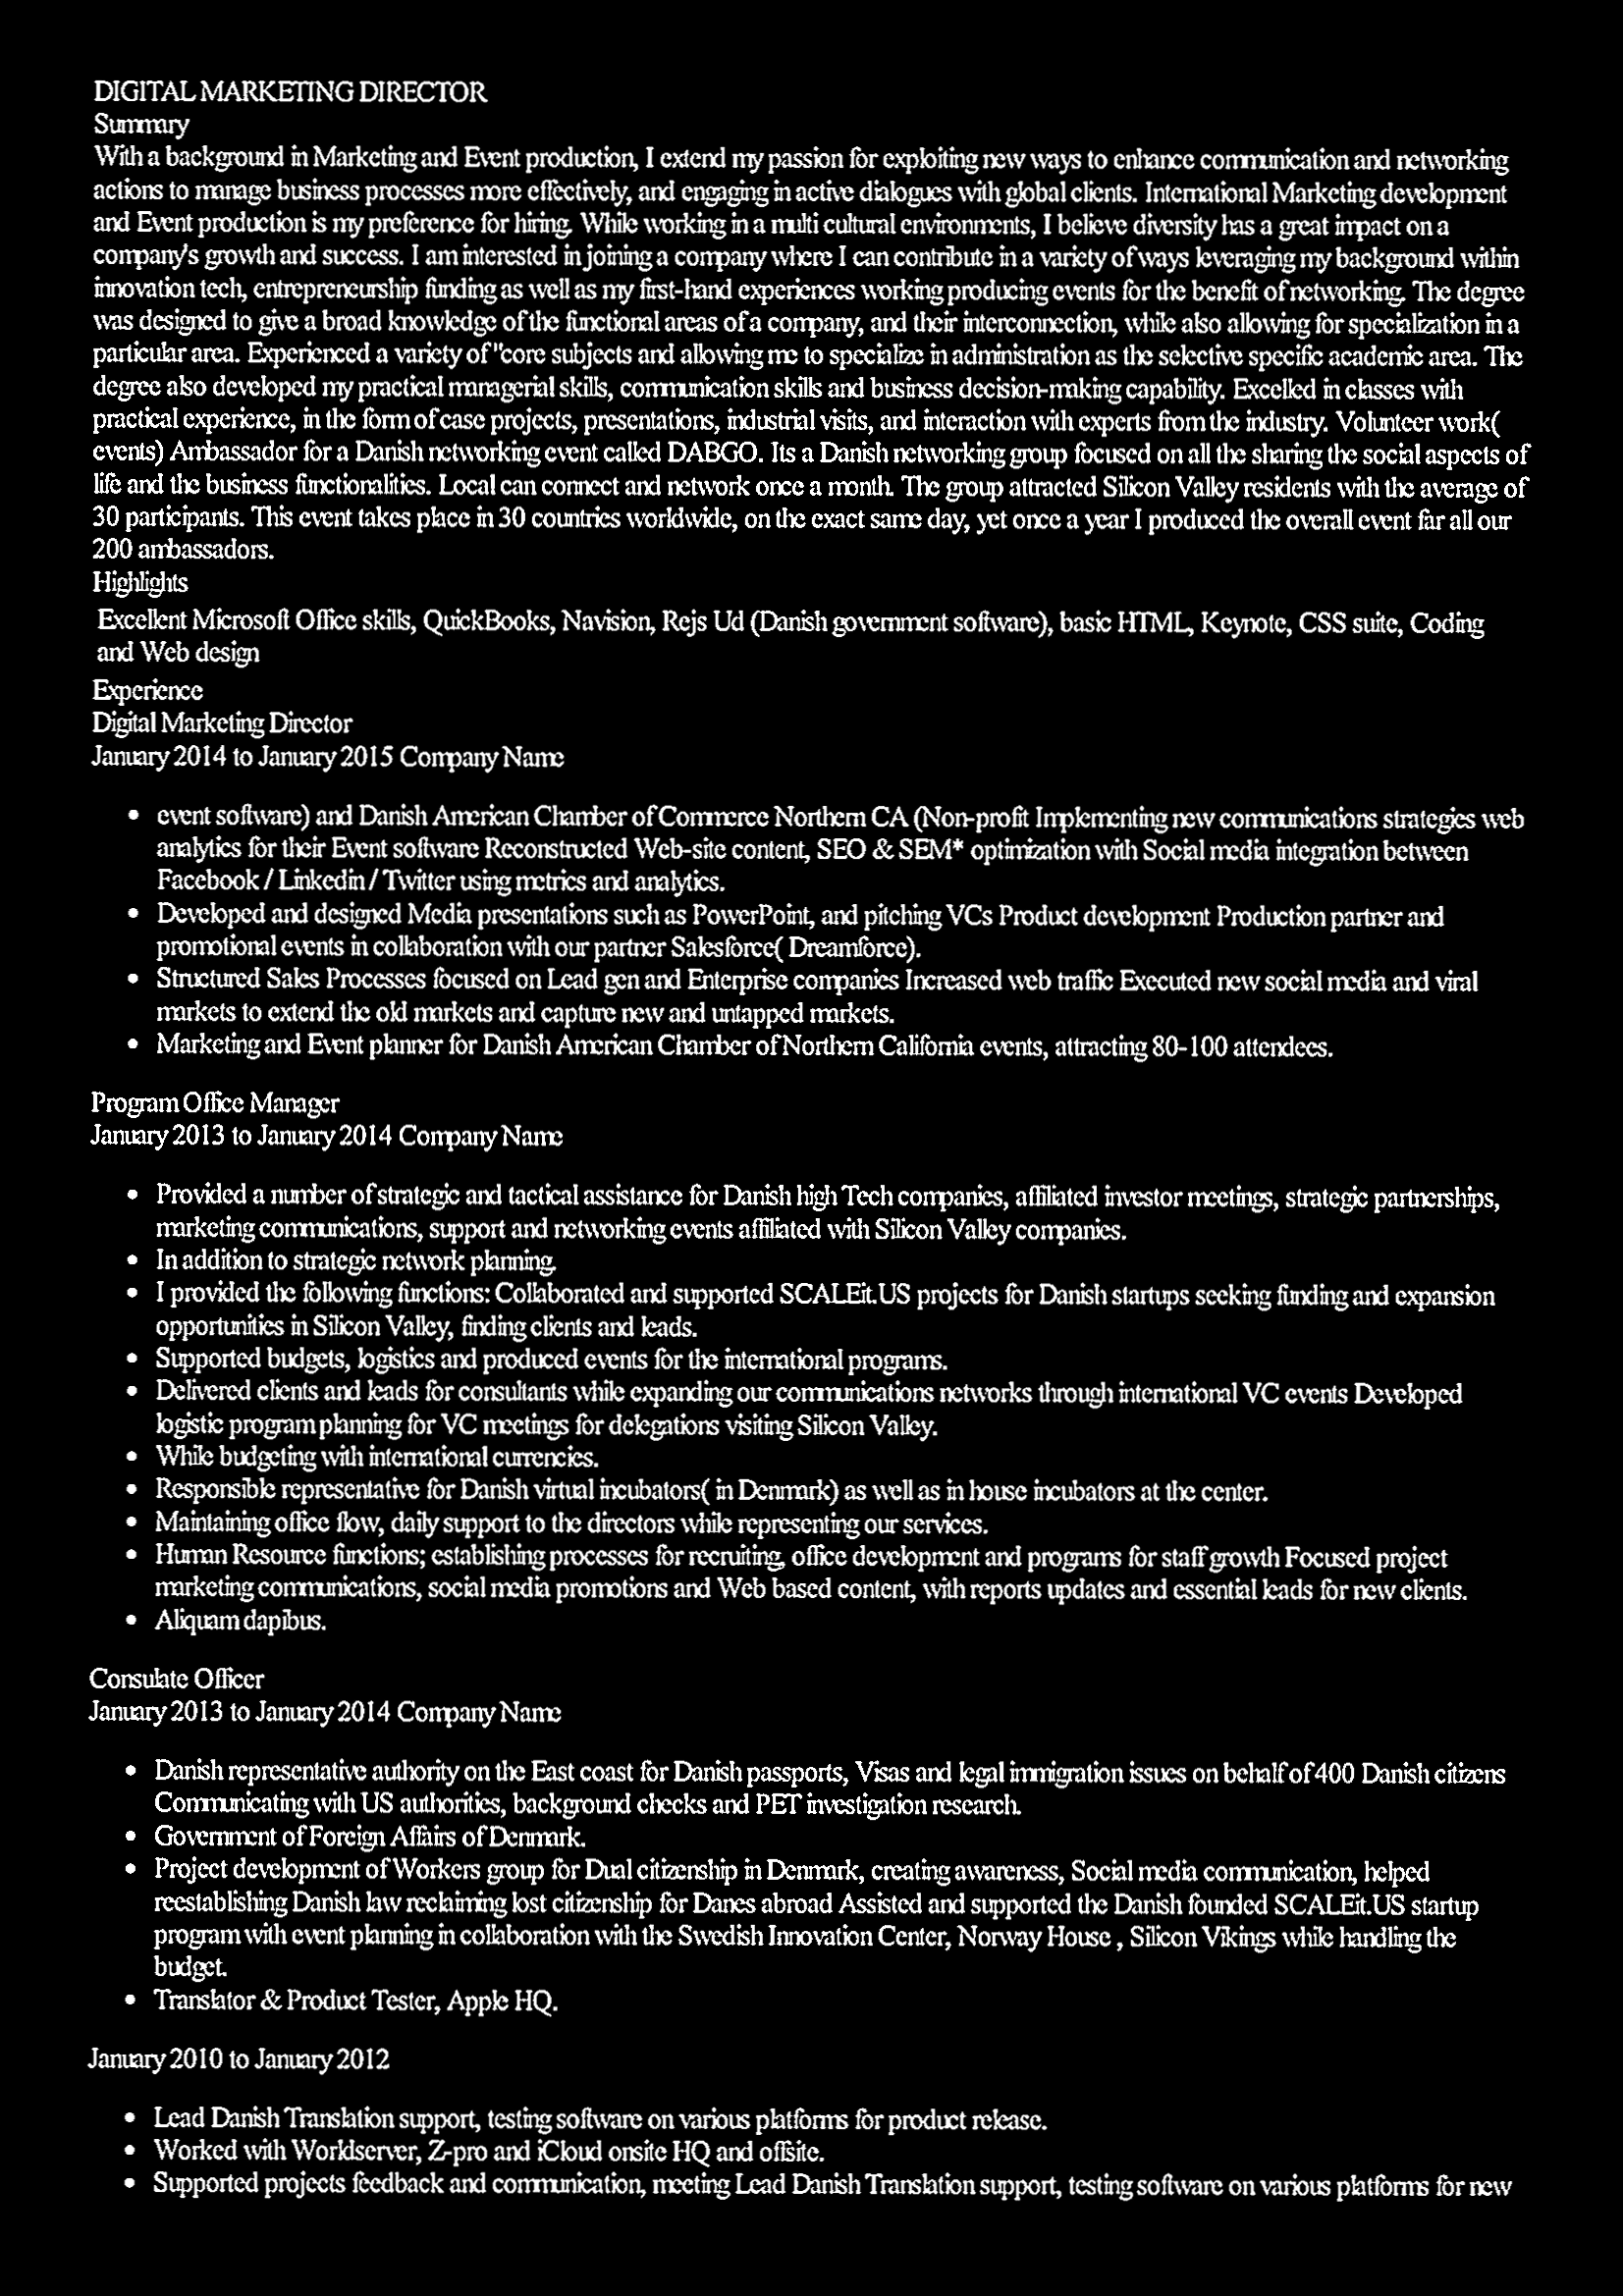 DIGITAL MARKETING DIRECTOR
Summary
With a background in Marketing and Event production, I extend my passion for exploiting new ways to enhance communication and networking
actions to manage business processes more effectively, and engaging in active dialogues with global clients. International Marketing development
and Event production is my preference for hiring. While working in a multi cultural environments, I believe diversity has a great impact on a
company's growth and success. I am interested in joining a company where I can contribute in a variety of ways leveraging my background within
innovation tech, entrepreneurship funding as well as my first-hand experiences working producing events for the benefit of networking. The degree
was designed to give a broad knowledge of the functional areas of a company, and their interconnection, while also allowing for specialization in a
particular area. Experienced a variety of "core subjects and allowing me to specialize in administration as the selective specific academic area. The
degree also developed my practical managerial skills, communication skills and business decision-making capability. Excelled in classes with
practical experience, in the form of case projects, presentations, industrial visits, and interaction with experts from the industry. Volunteer work(
events) Ambassador for a Danish networking event called DABGO. Its a Danish networking group focused on all the sharing the social aspects of
life and the business functionalities. Local can connect and network once a month. The group attracted Silicon Valley residents with the average of
30 participants. This event takes place in 30 countries worldwide, on the exact same day, yet once a year I produced the overall event far all our
200 ambassadors.
Highlights
Excellent Microsoft Office skills, QuickBooks, Navision, Rejs Ud (Danish government software), basic HTML, Keynote, CSS suite, Coding
and Web design
Experience
Digital Marketing Director
January 2014 to January 2015 Company Name
• event software) and Danish American Chamber of Commerce Northern CA (Non-profit Implementing new communications strategies web
analytics for their Event software Reconstructed Web-site content, SEO & SEM* optimization with Social media integration between
Facebook / Linkedin / Twitter using metrics and analytics.
• Developed and designed Media presentations such as PowerPoint, and pitching VCs Product development Production partner and
promotional events in collaboration with our partner Salesforce( Dreamforce).
• Structured Sales Processes focused on Lead gen and Enterprise companies Increased web traffic Executed new social media and viral
markets to extend the old markets and capture new and untapped markets.
• Marketing and Event planner for Danish American Chamber of Northern California events, attracting 80-100 attendees.
Program Office Manager
January 2013 to January 2014 Company Name
• Provided a number of strategic and tactical assistance for Danish high Tech companies, affiliated investor meetings, strategic partnerships,
marketing communications, support and networking events affiliated with Silicon Valley companies.
• In addition to strategic network planning.
• I provided the following functions: Collaborated and supported SCALEit.US projects for Danish startups seeking funding and expansion
opportunities in Silicon Valley, finding clients and leads.
• Supported budgets, logistics and produced events for the international programs.
• Delivered clients and leads for consultants while expanding our communications networks through international VC events Developed
logistic program planning for VC meetings for delegations visiting Silicon Valley.
• While budgeting with international currencies.
• Responsible representative for Danish virtual incubators( in Denmark) as well as in house incubators at the center.
• Maintaining office flow, daily support to the directors while representing our services.
• Human Resource functions; establishing processes for recruiting, office development and programs for staff growth Focused project
marketing communications, social media promotions and Web based content, with reports updates and essential leads for new clients.
• Aliquam dapibus.
Consulate Officer
January 2013 to January 2014 Company Name
• Danish representative authority on the East coast for Danish passports, Visas and legal immigration issues on behalf of 400 Danish citizens
Communicating with US authorities, background checks and PET investigation research.
• Government of Foreign Affairs of Denmark.
• Project development of Workers group for Dual citizenship in Denmark, creating awareness, Social media communication, helped
reestablishing Danish law reclaiming lost citizenship for Danes abroad Assisted and supported the Danish founded SCALEit.US startup
program with event planning in collaboration with the Swedish Innovation Center, Norway House , Silicon Vikings while handling the
budget.
• Translator & Product Tester, Apple HQ.
January 2010 to January 2012
• Lead Danish Translation support, testing software on various platforms for product release.
• Worked with Worldserver, Z-pro and iCloud onsite HQ and offsite.
• Supported projects feedback and communication, meeting Lead Danish Translation support, testing software on various platforms for new